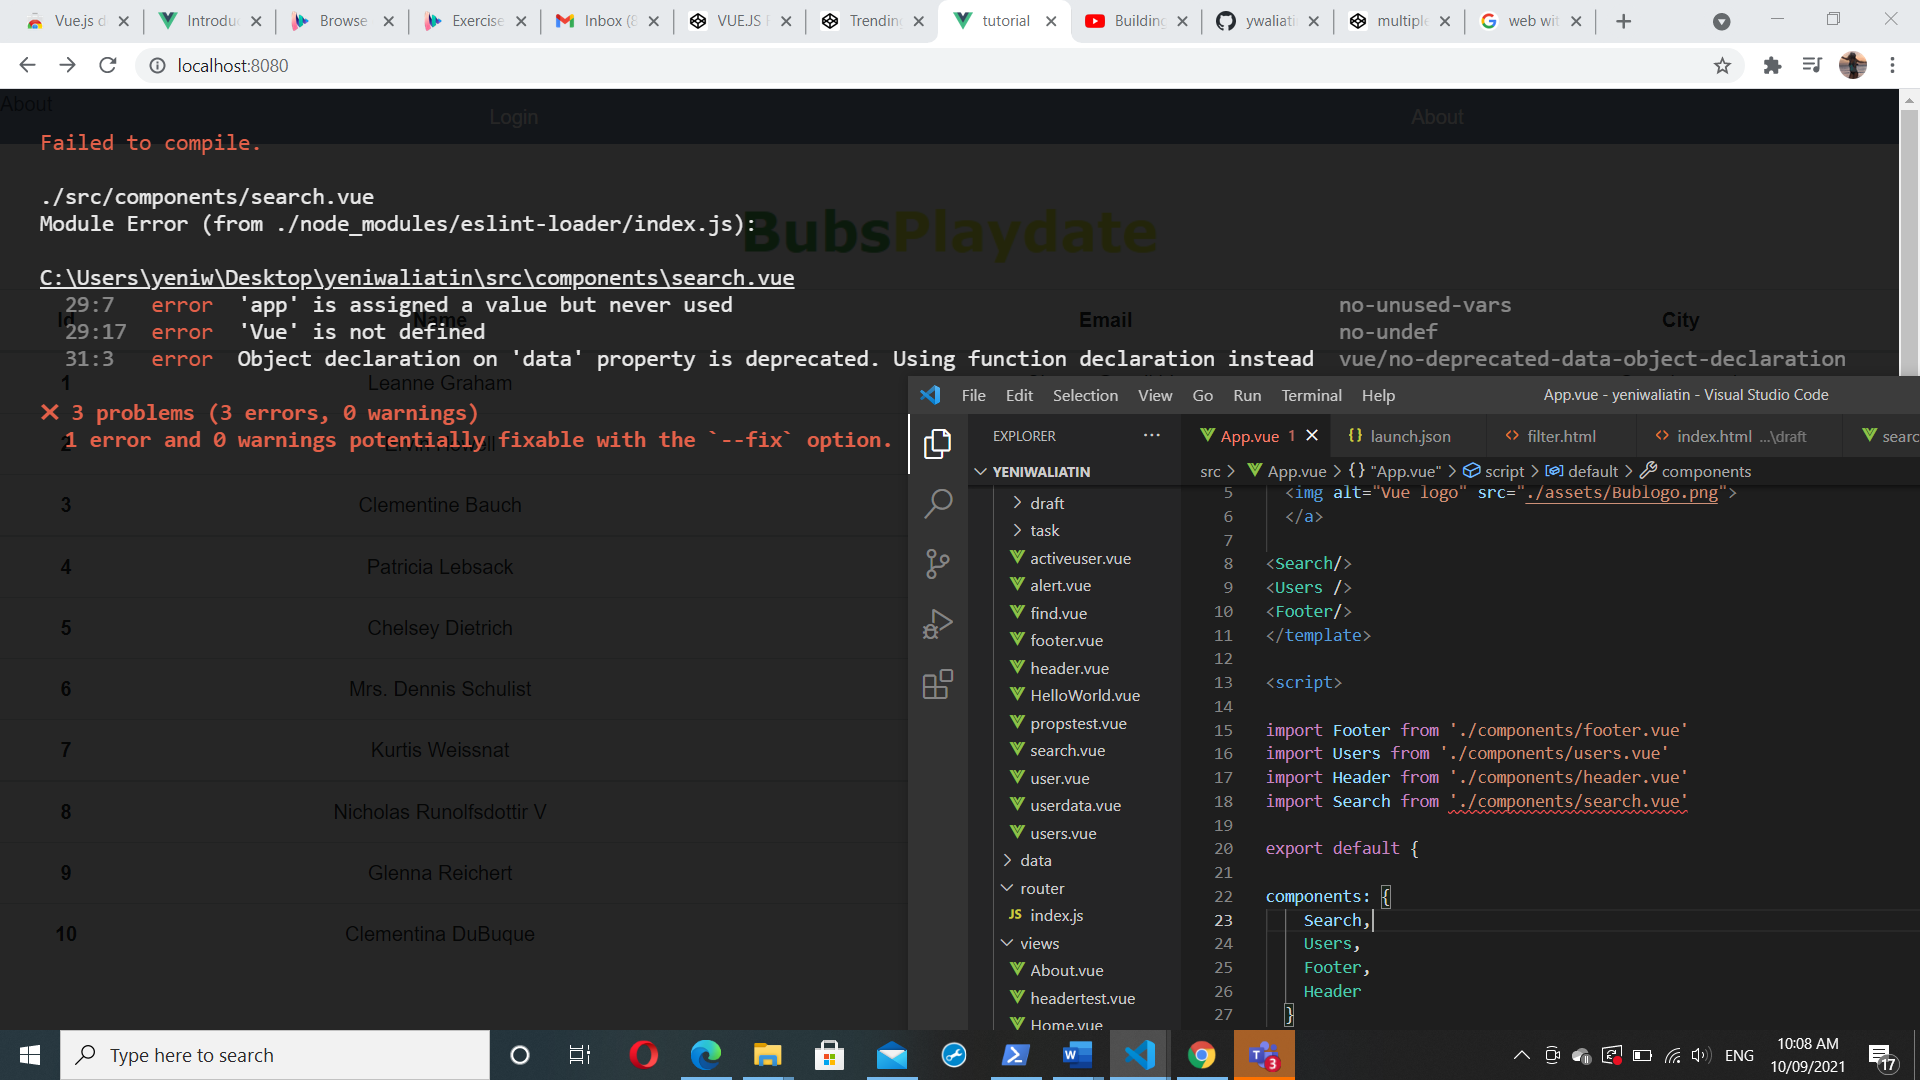 Vue.js d
Introdu
Browse
Exercise
Inbox (8
VUEJS
Trending
tutorial
Building
ywaliati
multiple
web wit
localhost:8080
About
Login
About
Failed to compile.
./src/components/search.vue
Module Error (from ./node_modules/eslint-loader/index.js):
BubsPlaydate
C:\Users\yeniw\Desktop\yeniwaliatin\src\components\search.vue
29:7 error 'app' is assigned a value but never used no-unused-vars
Id Name Email City
29:17 error 'Vue' is not defined no-undef
31:3 error Object declaration on 'data' property is deprecated. Using function declaration instead vue/no-deprecated-data-object-declaration
1 Leanne Graham
✕ 3 problems (3 errors, 0 warnings)
1 error and 0 warnings potentially fixable with the `--fix` option.
2
3 Clementine Bauch
4 Patricia Lebsack
5 Chelsey Dietrich
6 Mrs. Dennis Schulist
7 Kurtis Weissnat
8 Nicholas Runolfsdottir V
9 Glenna Reichert
10 Clementina DuBuque
File Edit Selection View Go Run Terminal Help
App.vue - yeniwaliatin - Visual Studio Code
EXPLORER ...
App.vue 1
launch.json
filter.html
index.html ...\draft
searc
YENIWALIATIN
src > App.vue > {} "App.vue" > script > default > components
draft
task
activeuser.vue
alert.vue
find.vue
footer.vue
header.vue
HelloWorld.vue
propstest.vue
search.vue
user.vue
userdata.vue
users.vue
data
router
JS index.js
views
About.vue
headertest.vue
Home.vue
5 <img alt="Vue logo" src="./assets/Bublogo.png">
6 </a>
7
8 <Search/>
9 <Users />
10 <Footer/>
11 </template>
12
13 <script>
14
15 import Footer from './components/footer.vue'
16 import Users from './components/users.vue'
17 import Header from './components/header.vue'
18 import Search from './components/search.vue'
19
20 export default {
21
22 components: {
23 Search,
24 Users,
25 Footer,
26 Header
27 }
Type here to search
3
ENG
10:08 AM
10/09/2021
17